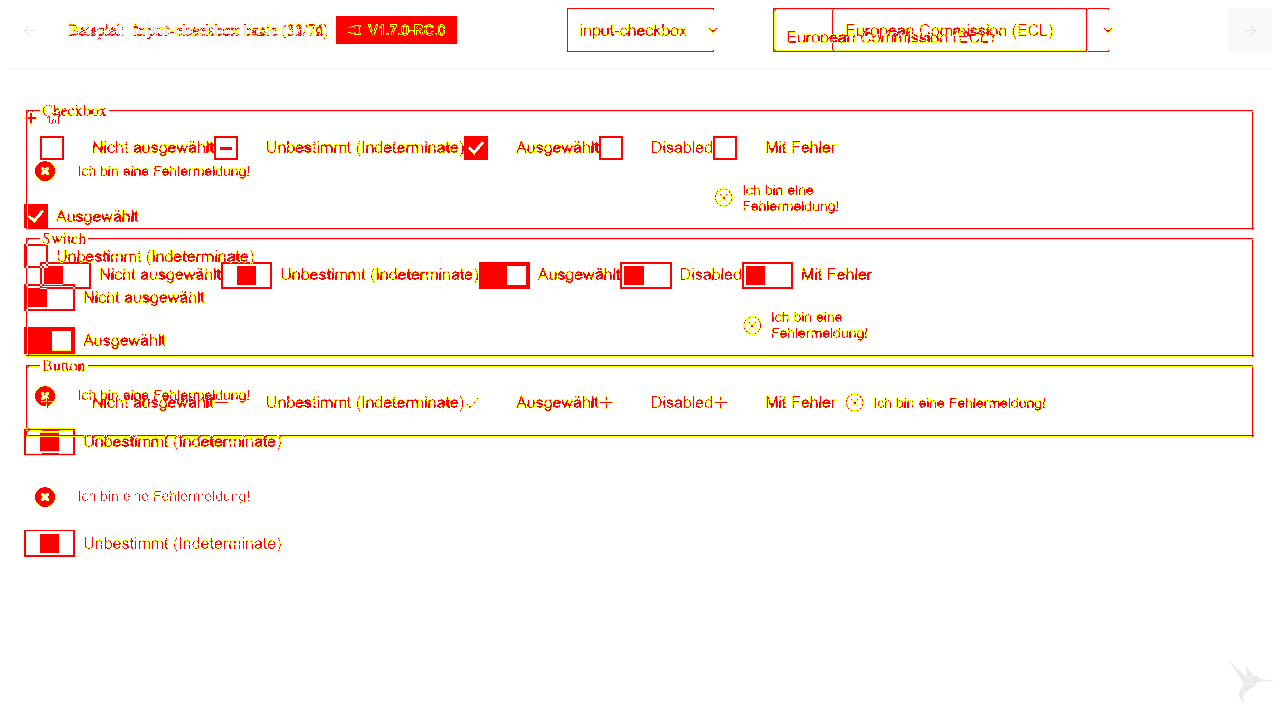 Beispiel: input-checkbox basic V1.7.0-RC.0 input-checkbox European Commission (ECL) European Commission (ECL)
Checkbox
Nicht ausgewählt Unbestimmt (Indeterminate) Ausgewählt Disabled Mit Fehler
Ich bin eine Fehlermeldung!
Ich bin eine
Fehlermeldung!
Ausgewählt
Switch
Unbestimmt (Indeterminate)
Nicht ausgewählt Unbestimmt (Indeterminate) Ausgewählt Disabled Mit Fehler
Nicht ausgewählt
Ich bin eine
Fehlermeldung!
Ausgewählt
Button
Ich bin eine Fehlermeldung!
Nicht ausgewählt Unbestimmt (Indeterminate) Ausgewählt Disabled Mit Fehler Ich bin eine Fehlermeldung!
Unbestimmt (Indeterminate)
Ich bin eine Fehlermeldung!
Unbestimmt (Indeterminate)